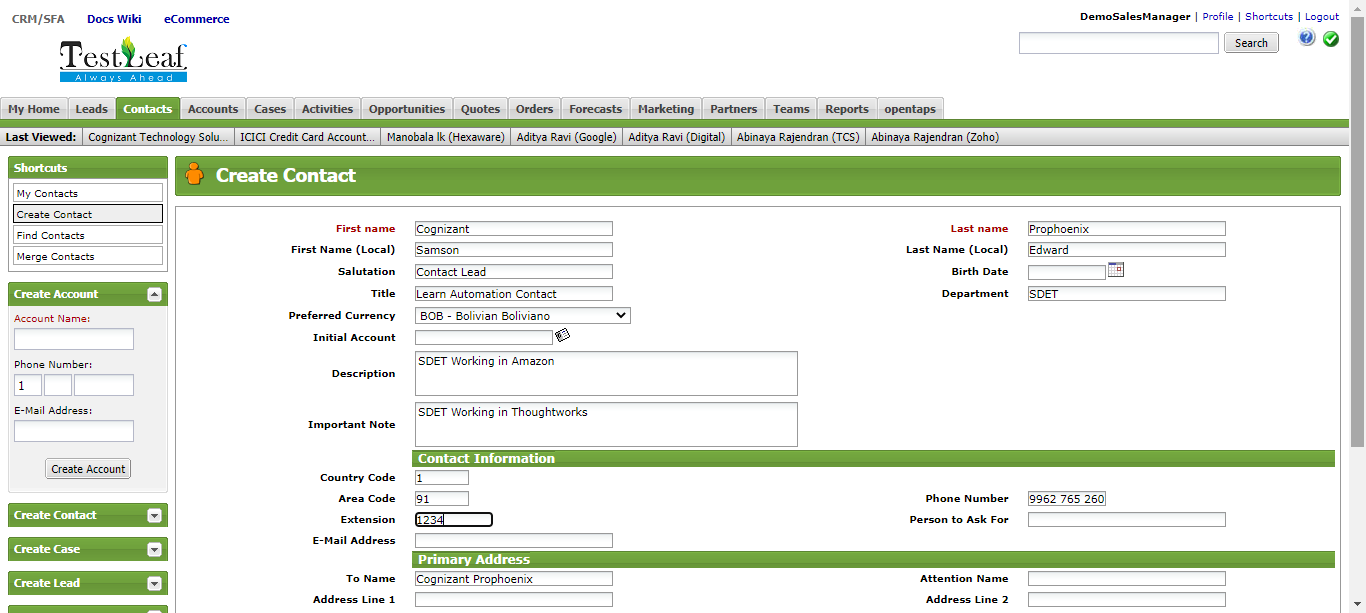 CRM/SFA Docs Wiki eCommerce
DemoSalesManager | Profile | Shortcuts | Logout
TestLeaf
Always Ahead
Search
My Home Leads Contacts Accounts Cases Activities Opportunities Quotes Orders Forecasts Marketing Partners Teams Reports opentaps
Last Viewed: Cognizant Technology Solu... ICICI Credit Card Account... Manobala lk (Hexaware) Aditya Ravi (Google) Aditya Ravi (Digital) Abinaya Rajendran (TCS) Abinaya Rajendran (Zoho)
Shortcuts
My Contacts
Create Contact
Find Contacts
Merge Contacts
Create Account
Account Name:
Phone Number:
1
E-Mail Address:
Create Account
Create Contact
Create Case
Create Lead
Create Contact
First name Cognizant Last name Prophoenix
First Name (Local) Samson Last Name (Local) Edward
Salutation Contact Lead Birth Date
Title Learn Automation Contact Department SDET
Preferred Currency BOB - Bolivian Boliviano
Initial Account
Description SDET Working in Amazon
Important Note SDET Working in Thoughtworks
Contact Information
Country Code 1
Area Code 91 Phone Number 9962 765 260
Extension 1234 Person to Ask For
E-Mail Address
Primary Address
To Name Cognizant Prophoenix Attention Name
Address Line 1 Address Line 2